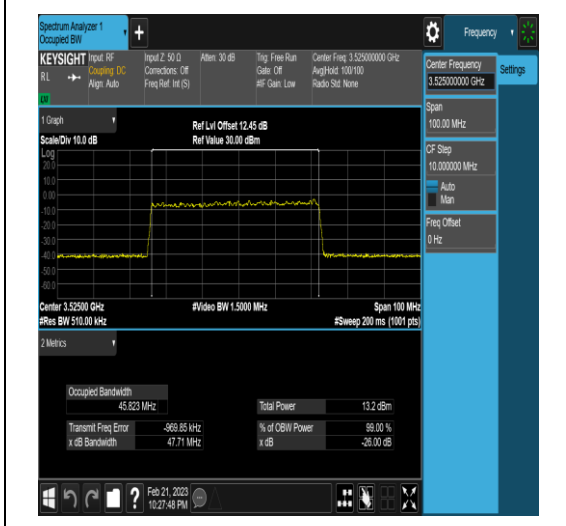 Spectrum Analyzer 1
Occupied BW
Frequency
KEYSIGHT
Input: RF
Coupling: DC
Align: Auto
Input Z: 50 Ω
Corrections: Off
Freq Ref: Int (S)
Atten: 30 dB
Trig: Free Run
Gate: Off
#IF Gain: Low
Center Freq: 3.525000000 GHz
Avg|Hold: 100/100
Radio Std: None
R L
Center Frequency
3.525000000 GHz
Settings
Span
100.00 MHz
CF Step
10.000000 MHz
Auto
Man
Freq Offset
0 Hz
1 Graph
Scale/Div 10.0 dB
Ref Lvl Offset 12.45 dB
Ref Value 30.00 dBm
Log
20.0
10.0
0.00
-10.0
-20.0
-30.0
-40.0
-50.0
-60.0
Center 3.52500 GHz
#Res BW 510.00 kHz
#Video BW 1.5000 MHz
Span 100 MHz
#Sweep 200 ms (1001 pts)
2 Metrics
Occupied Bandwidth
45.823 MHz
Total Power 13.2 dBm
Transmit Freq Error -969.85 kHz
% of OBW Power 99.00 %
x dB Bandwidth 47.71 MHz
x dB -26.00 dB
?
Feb 21, 2023
10:27:48 PM